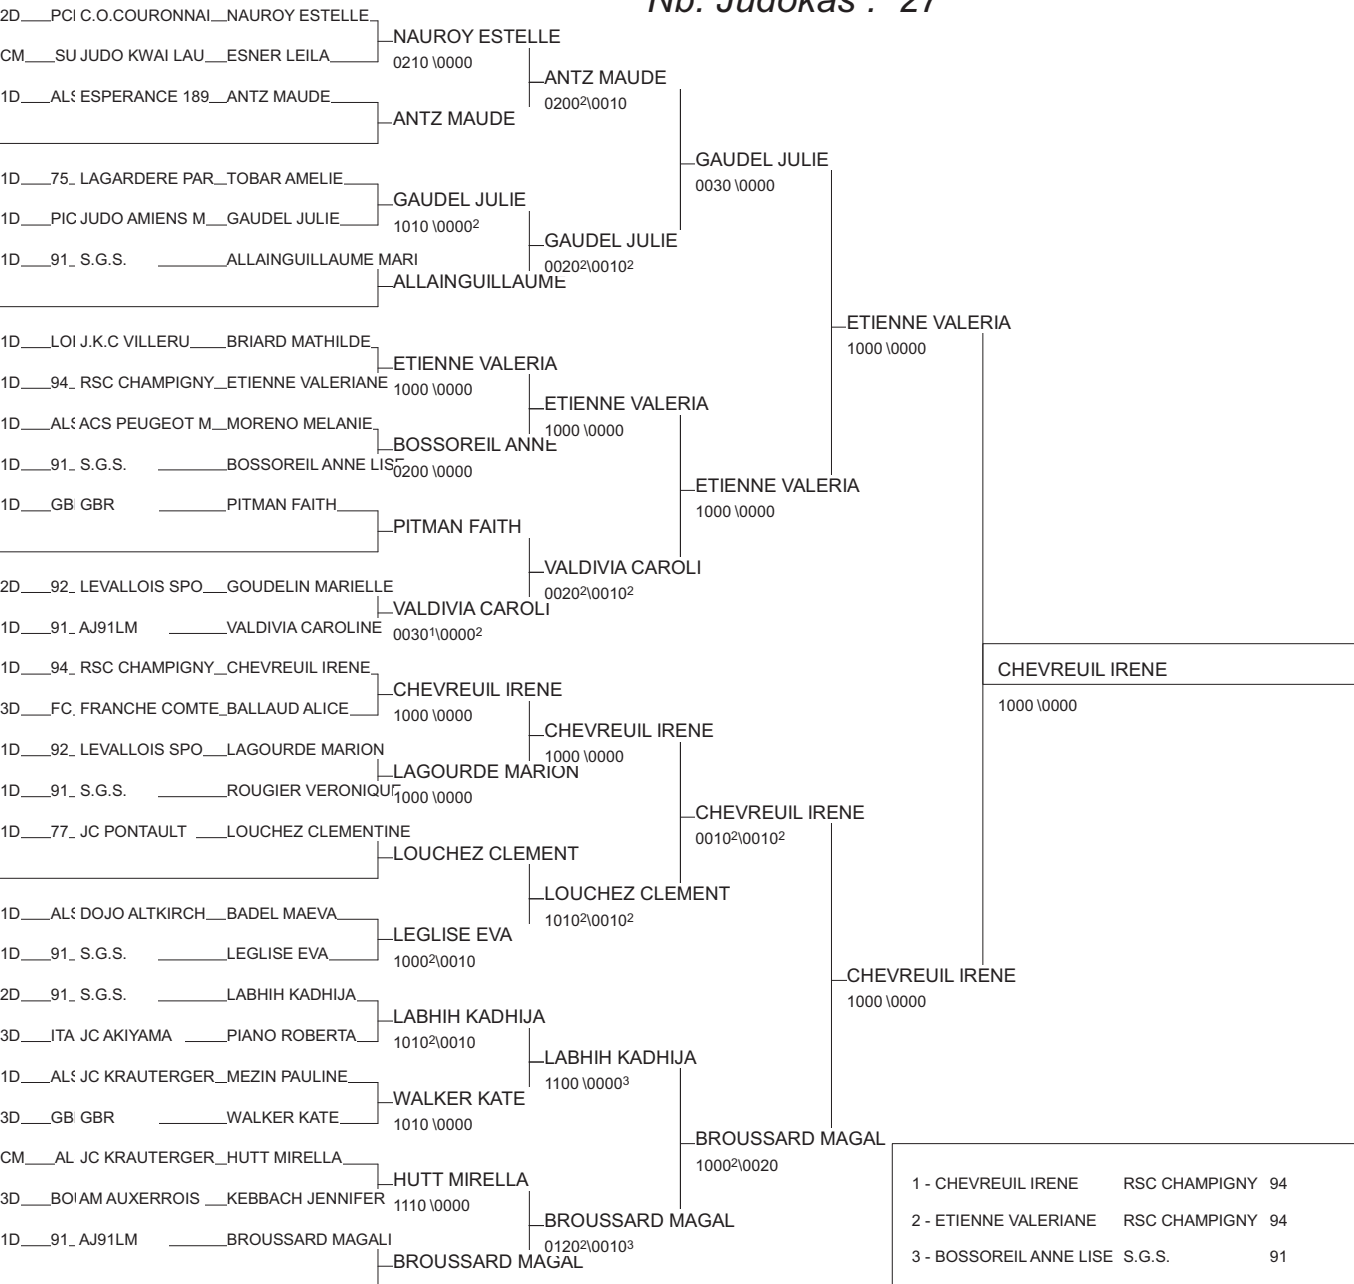 Nb. Judokas : 27
2D PC C.O.COURONNAI NAUROY ESTELLE
NAUROY ESTELLE
CM SU JUDO KWAI LAU ESNER LEILA
0210 \0000
ANTZ MAUDE
1D ALS ESPERANCE 189 ANTZ MAUDE
0200²\0010
ANTZ MAUDE
GAUDEL JULIE
1D 75 LAGARDERE PAR TOBAR AMELIE
0030 \0000
GAUDEL JULIE
1D PIC JUDO AMIENS M GAUDEL JULIE
1010 \0000²
GAUDEL JULIE
1D 91 S.G.S. ALLAINGUILLAUME MARI
0020²\0010²
ALLAINGUILLAUME
ETIENNE VALERIA
1D LOI J.K.C VILLERU BRIARD MATHILDE
1000 \0000
ETIENNE VALERIA
1D 94 RSC CHAMPIGNY ETIENNE VALERIANE
1000 \0000
ETIENNE VALERIA
1D ALS ACS PEUGEOT M MORENO MELANIE
1000 \0000
BOSSOREIL ANNE
1D 91 S.G.S. BOSSOREIL ANNE LISE
0200 \0000
ETIENNE VALERIA
1D GB GBR PITMAN FAITH
1000 \0000
PITMAN FAITH
VALDIVIA CAROLI
2D 92 LEVALLOIS SPO GOUDELIN MARIELLE
0020²\0010²
VALDIVIA CAROLI
1D 91 AJ91LM VALDIVIA CAROLINE
0030¹\0000²
1D 94 RSC CHAMPIGNY CHEVREUIL IRENE
CHEVREUIL IRENE
CHEVREUIL IRENE
3D FC FRANCHE COMTE BALLAUD ALICE
1000 \0000
1000 \0000
CHEVREUIL IRENE
1D 92 LEVALLOIS SPO LAGOURDE MARION
1000 \0000
LAGOURDE MARION
1D 91 S.G.S. ROUGIER VERONIQUE
1000 \0000
CHEVREUIL IRENE
1D 77 JC PONTAULT LOUCHEZ CLEMENTINE
0010²\0010²
LOUCHEZ CLEMENT
LOUCHEZ CLEMENT
1D ALS DOJO ALTKIRCH BADEL MAEVA
1010²\0010²
LEGLISE EVA
1D 91 S.G.S. LEGLISE EVA
1000²\0010
CHEVREUIL IRENE
2D 91 S.G.S. LABHIH KADHIJA
1000 \0000
LABHIH KADHIJA
3D ITA JC AKIYAMA PIANO ROBERTA
1010²\0010
LABHIH KADHIJA
1D ALS JC KRAUTERGER MEZIN PAULINE
1100 \0000³
WALKER KATE
3D GB GBR WALKER KATE
1010 \0000
BROUSSARD MAGAL
CM AL JC KRAUTERGER HUTT MIRELLA
1000²\0020
HUTT MIRELLA
1 - CHEVREUIL IRENE RSC CHAMPIGNY 94
3D BOU AM AUXERROIS KEBBACH JENNIFER
1110 \0000
BROUSSARD MAGAL
2 - ETIENNE VALERIANE RSC CHAMPIGNY 94
1D 91 AJ91LM BROUSSARD MAGALI
0120²\0010³
BROUSSARD MAGAL
3 - BOSSOREIL ANNE LISE S.G.S. 91